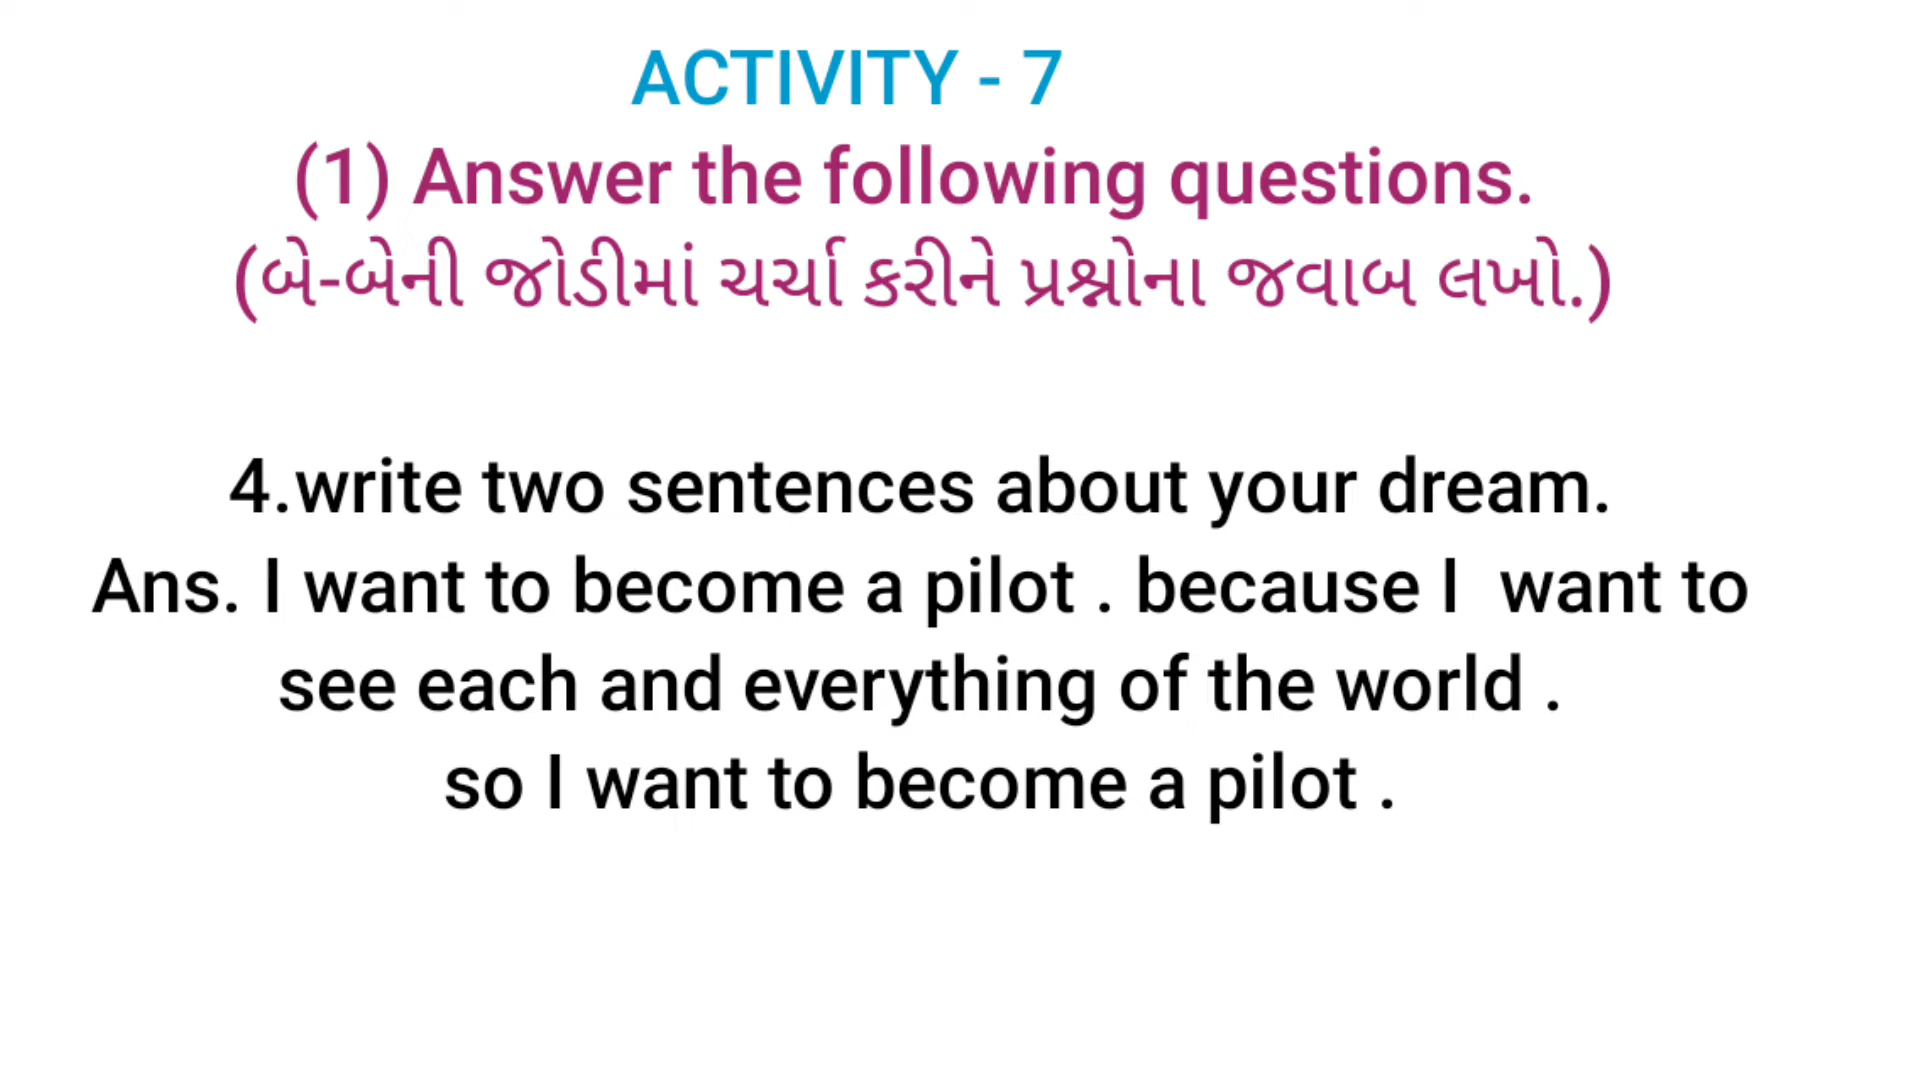 ACTIVITY - 7
(1) Answer the following questions.
(બે-બેની જોડીમાં ચર્ચા કરીને પ્રશ્નોના જવાબ લખો.)
4.write two sentences about your dream.
Ans. I want to become a pilot . because I  want to
see each and everything of the world .
so I want to become a pilot .